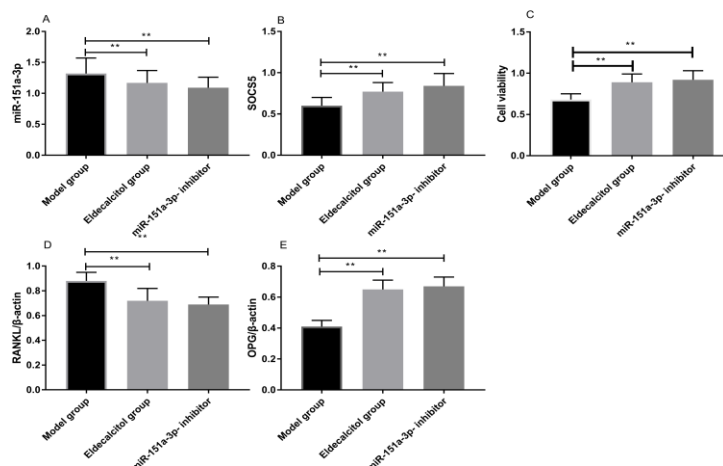 A
**
**
miR-151a-3p
2.0
1.5
1.0
0.5
0.0
Model group
Eldecalcitol group
miR-151a-3p- inhibitor
B
**
**
SOCS5
1.5
1.0
0.5
0.0
Model group
Eldecalcitol group
miR-151a-3p- inhibitor
C
**
**
Cell viability
1.5
1.0
0.5
0.0
Model group
Eldecalcitol group
miR-151a-3p- inhibitor
D
**
**
RANKL/β-actin
1.0
0.8
0.6
0.4
0.2
0.0
Model group
Eldecalcitol group
miR-151a-3p- inhibitor
E
**
**
OPG/β-actin
0.8
0.6
0.4
0.2
0.0
Model group
Eldecalcitol group
miR-151a-3p- inhibitor